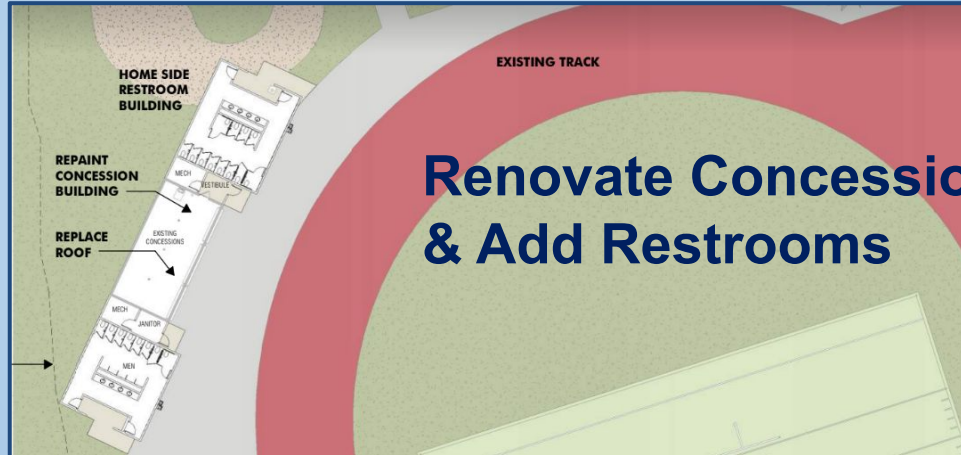 EXISTING TRACK
HOME SIDE
RESTROOM
BUILDING
REPAINT
CONCESSION
BUILDING
REPLACE
ROOF
MECH
VESTIBULE
EXISTING
CONCESSIONS
MECH
JANITOR
MEN
Renovate Concessio
& Add Restrooms